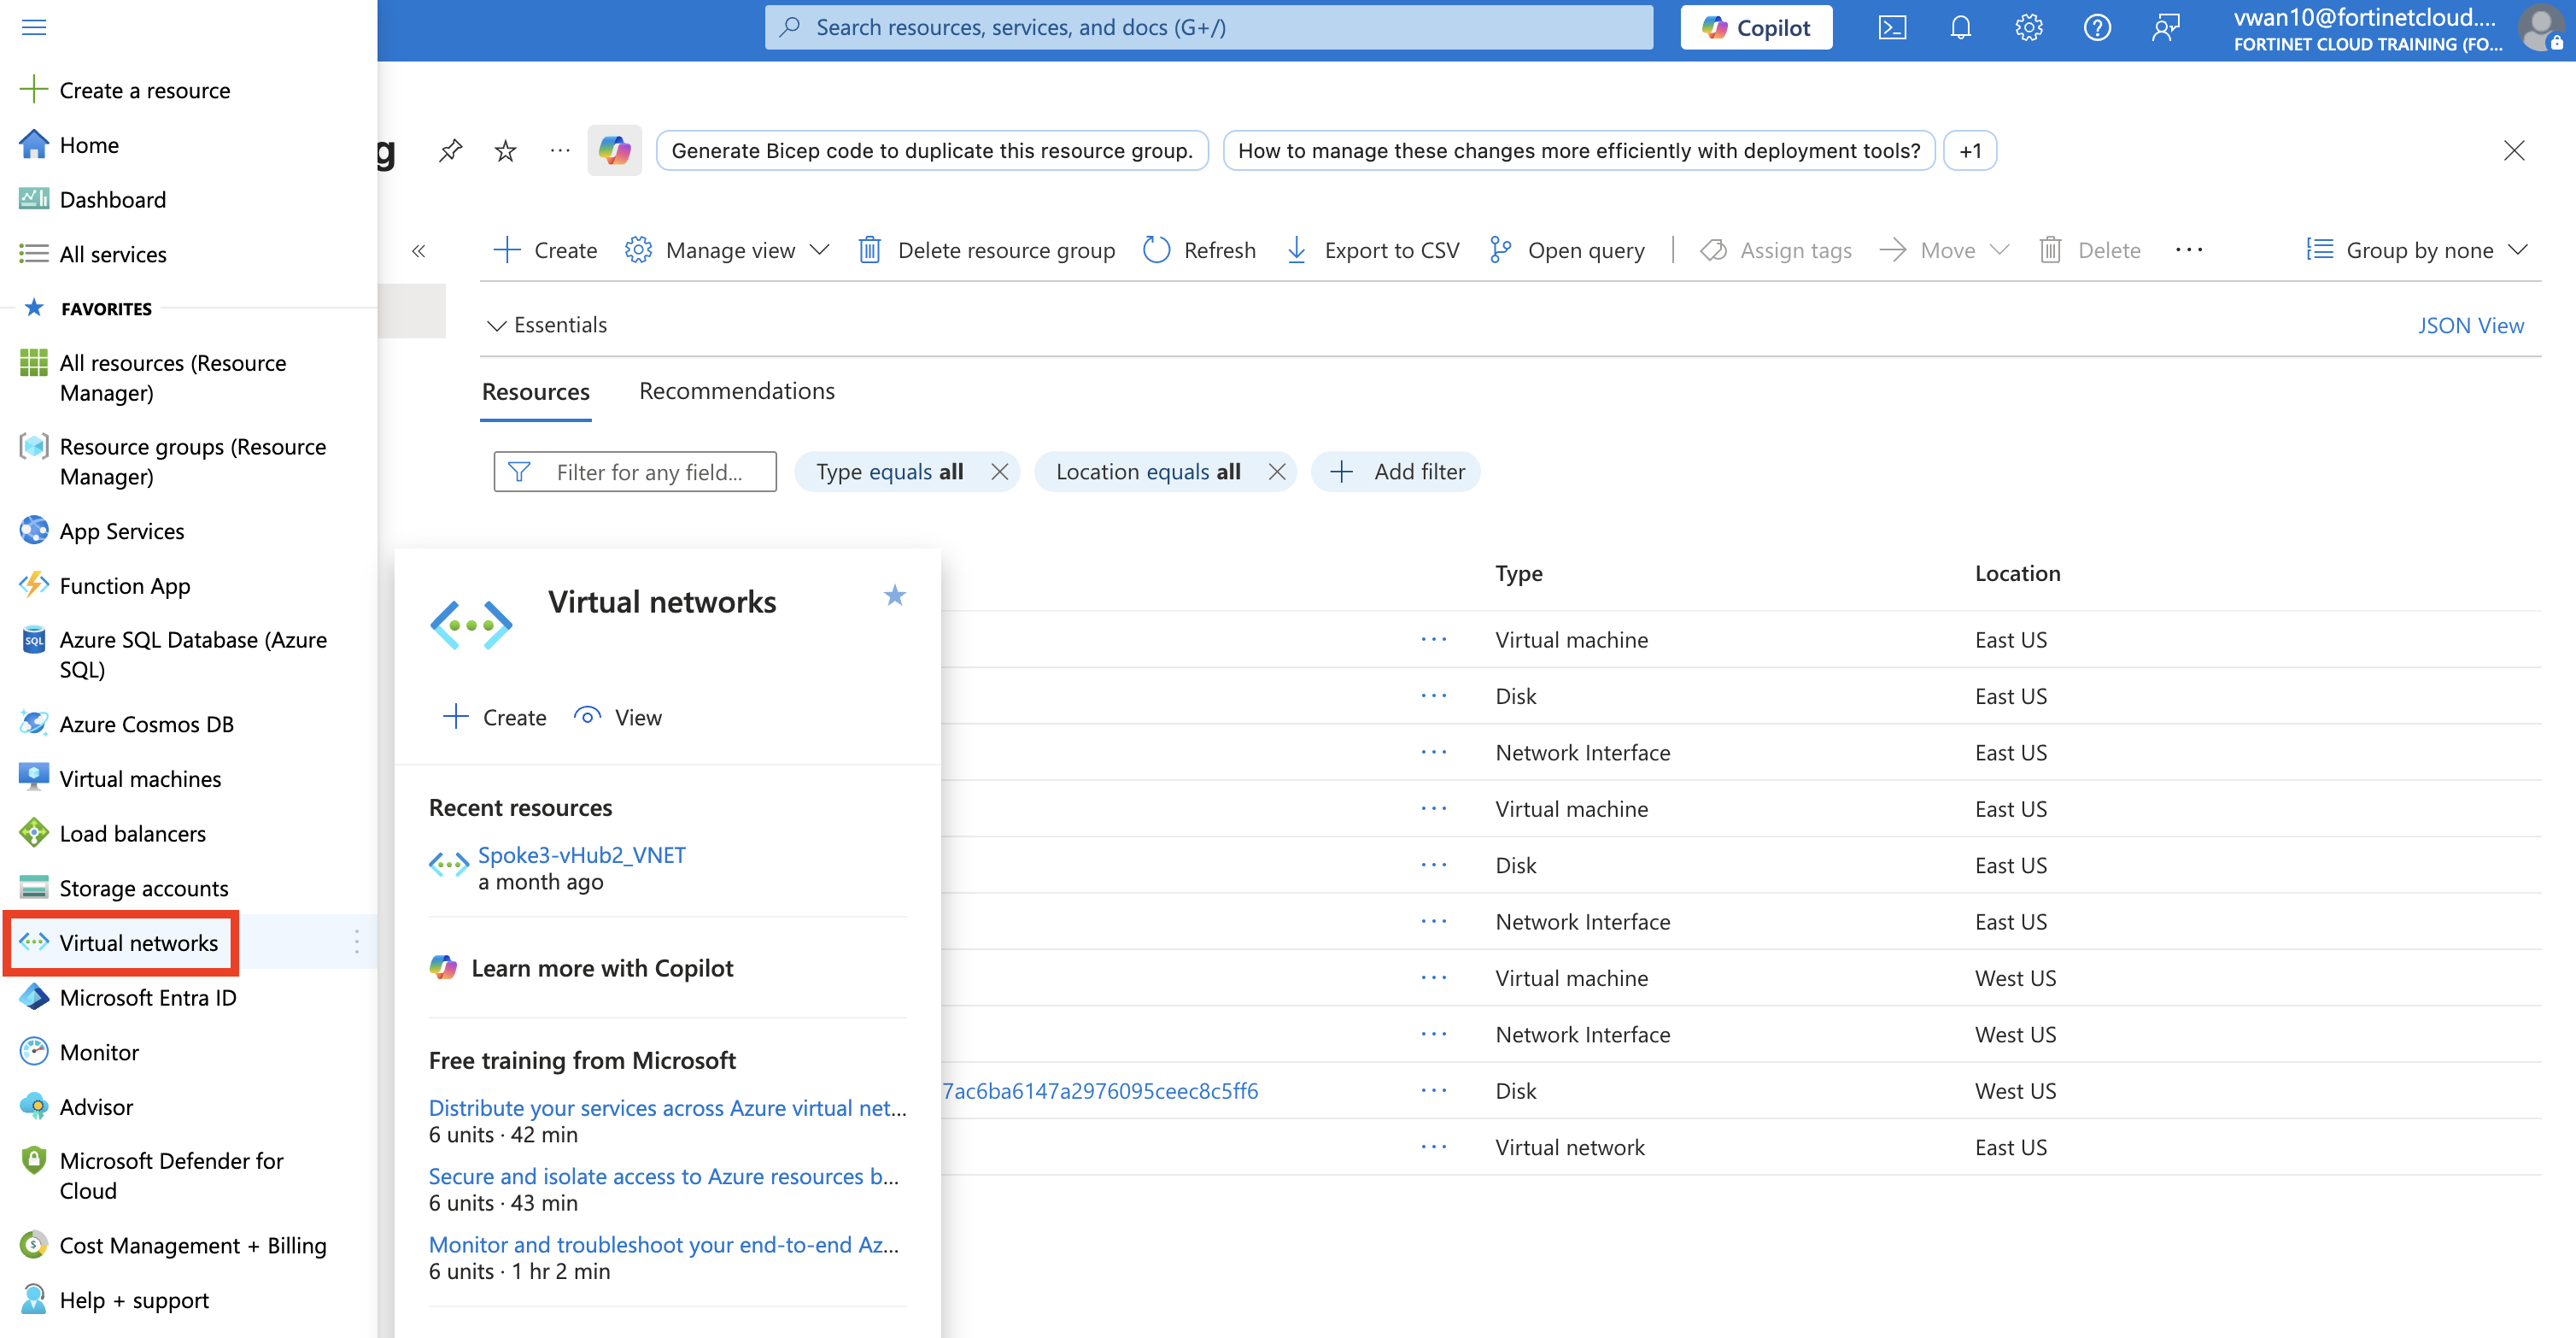 Search resources, services, and docs (G+/)
Copilot
vwan10@fortinetcloud....
FORTINET CLOUD TRAINING (FO...
Create a resource
Home
Dashboard
All services
FAVORITES
All resources (Resource
Manager)
Resource groups (Resource
Manager)
App Services
Function App
Azure SQL Database (Azure
SQL)
Azure Cosmos DB
Virtual machines
Load balancers
Storage accounts
Virtual networks
Microsoft Entra ID
Monitor
Advisor
Microsoft Defender for
Cloud
Cost Management + Billing
Help + support
g
Generate Bicep code to duplicate this resource group.
How to manage these changes more efficiently with deployment tools?
+1
Create
Manage view
Delete resource group
Refresh
Export to CSV
Open query
Assign tags
Move
Delete
Group by none
Essentials
JSON View
Resources
Recommendations
Filter for any field...
Type equals all
Location equals all
Add filter
Virtual networks
Create
View
Recent resources
Spoke3-vHub2_VNET
a month ago
Learn more with Copilot
Free training from Microsoft
Distribute your services across Azure virtual net...
6 units · 42 min
Secure and isolate access to Azure resources b...
6 units · 43 min
Monitor and troubleshoot your end-to-end Az...
6 units · 1 hr 2 min
Type Location
Virtual machine East US
Disk East US
Network Interface East US
Virtual machine East US
Disk East US
Network Interface East US
Virtual machine West US
Network Interface West US
7ac6ba6147a2976095ceec8c5ff6 Disk West US
Virtual network East US